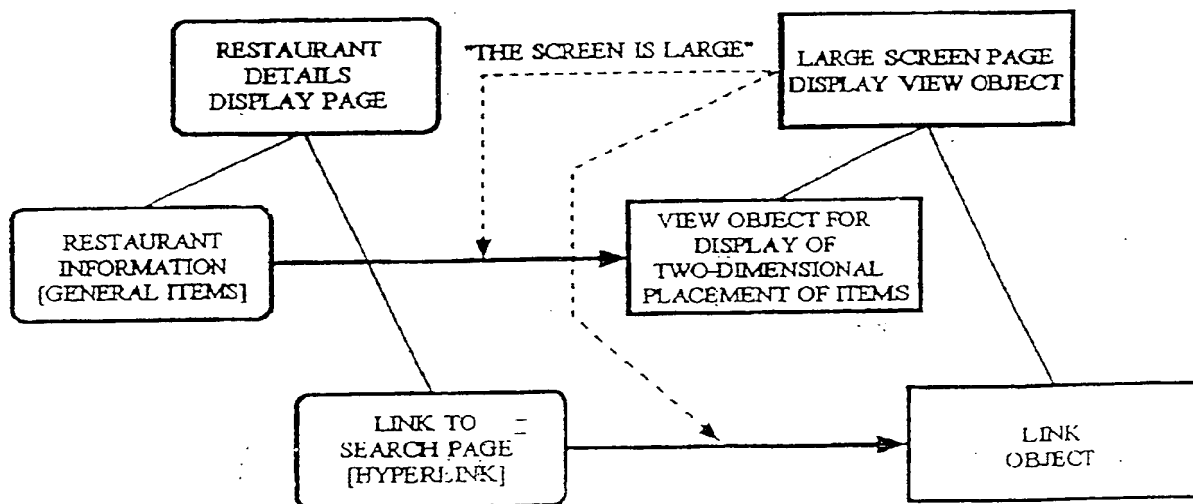 RESTAURANT
DETAILS
DISPLAY PAGE
"THE SCREEN IS LARGE"
LARGE SCREEN PAGE
DISPLAY VIEW OBJECT
RESTAURANT
INFORMATION
[GENERAL ITEMS]
VIEW OBJECT FOR
DISPLAY OF
TWO-DIMENSIONAL
PLACEMENT OF ITEMS
LINK TO
SEARCH PAGE
[HYPERLINK]
LINK
OBJECT